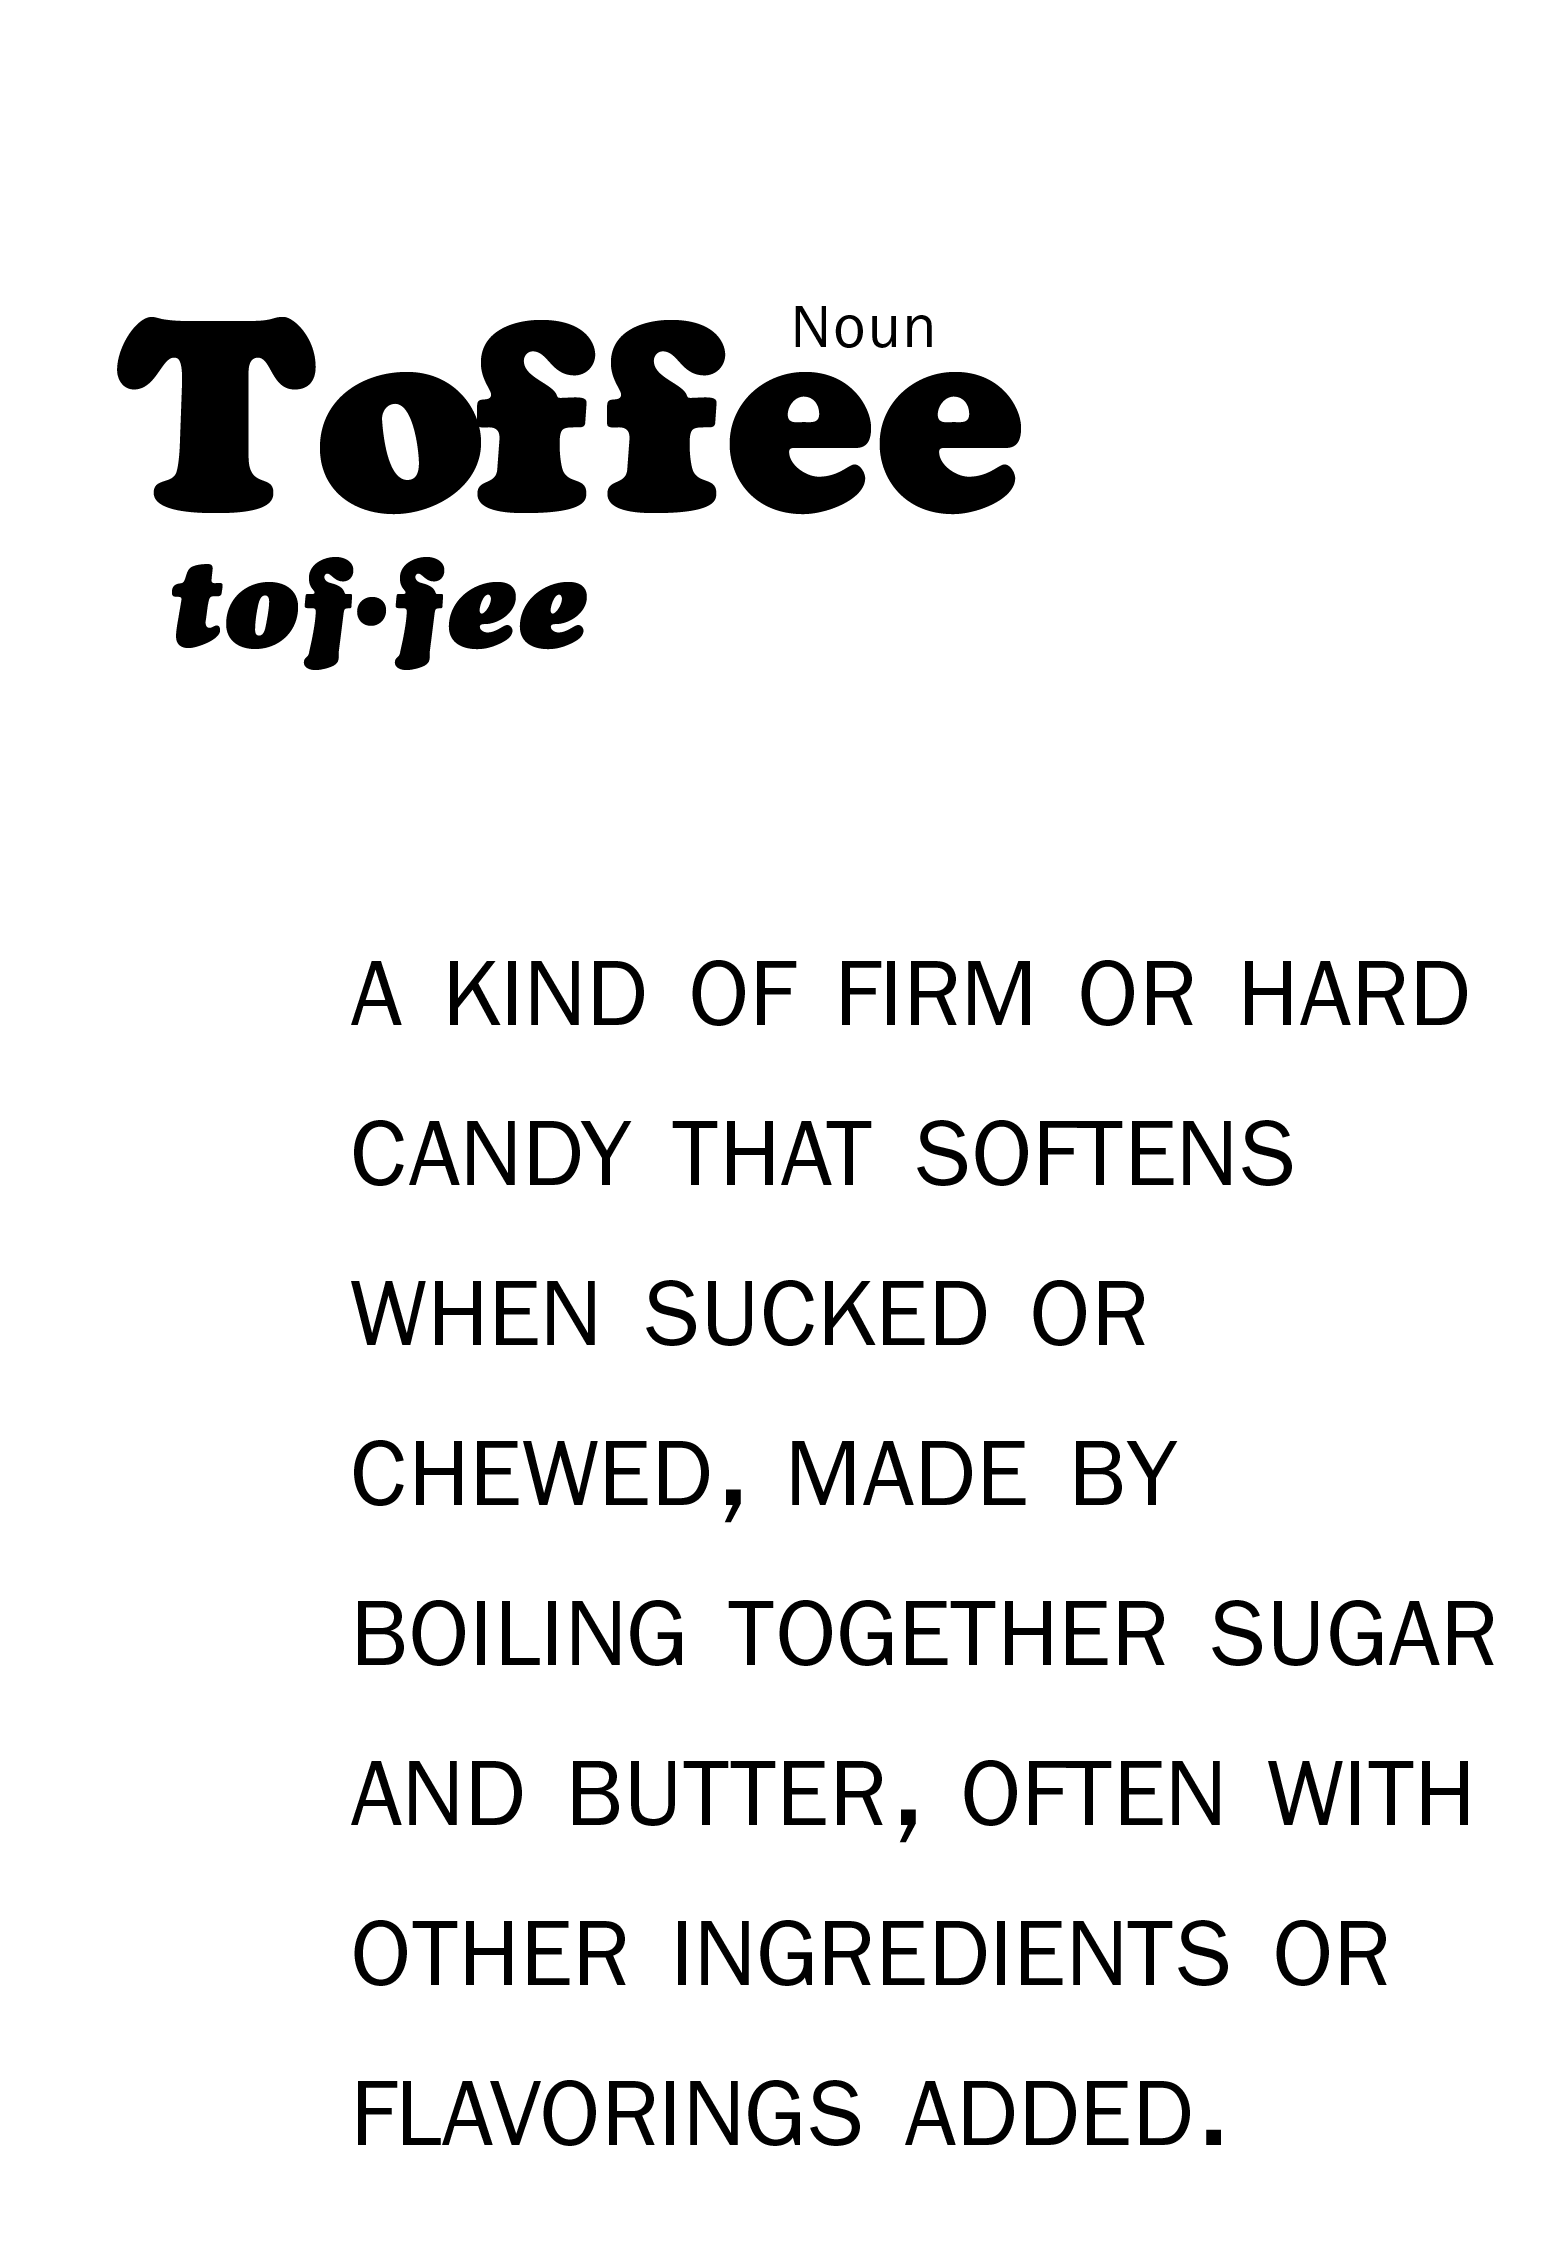 Noun
Toffee
tof·fee
A KIND OF FIRM OR HARD
CANDY THAT SOFTENS
WHEN SUCKED OR
CHEWED, MADE BY
BOILING TOGETHER SUGAR
AND BUTTER, OFTEN WITH
OTHER INGREDIENTS OR
FLAVORINGS ADDED.